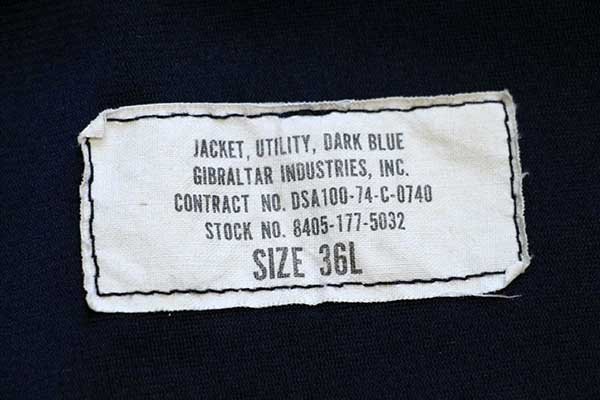 JACKET, UTILITY, DARK BLUE
GIBRALTAR INDUSTRIES, INC.
CONTRACT NO. DSA100-74-C-0740
STOCK NO. 8405-177-5032
SIZE 36L